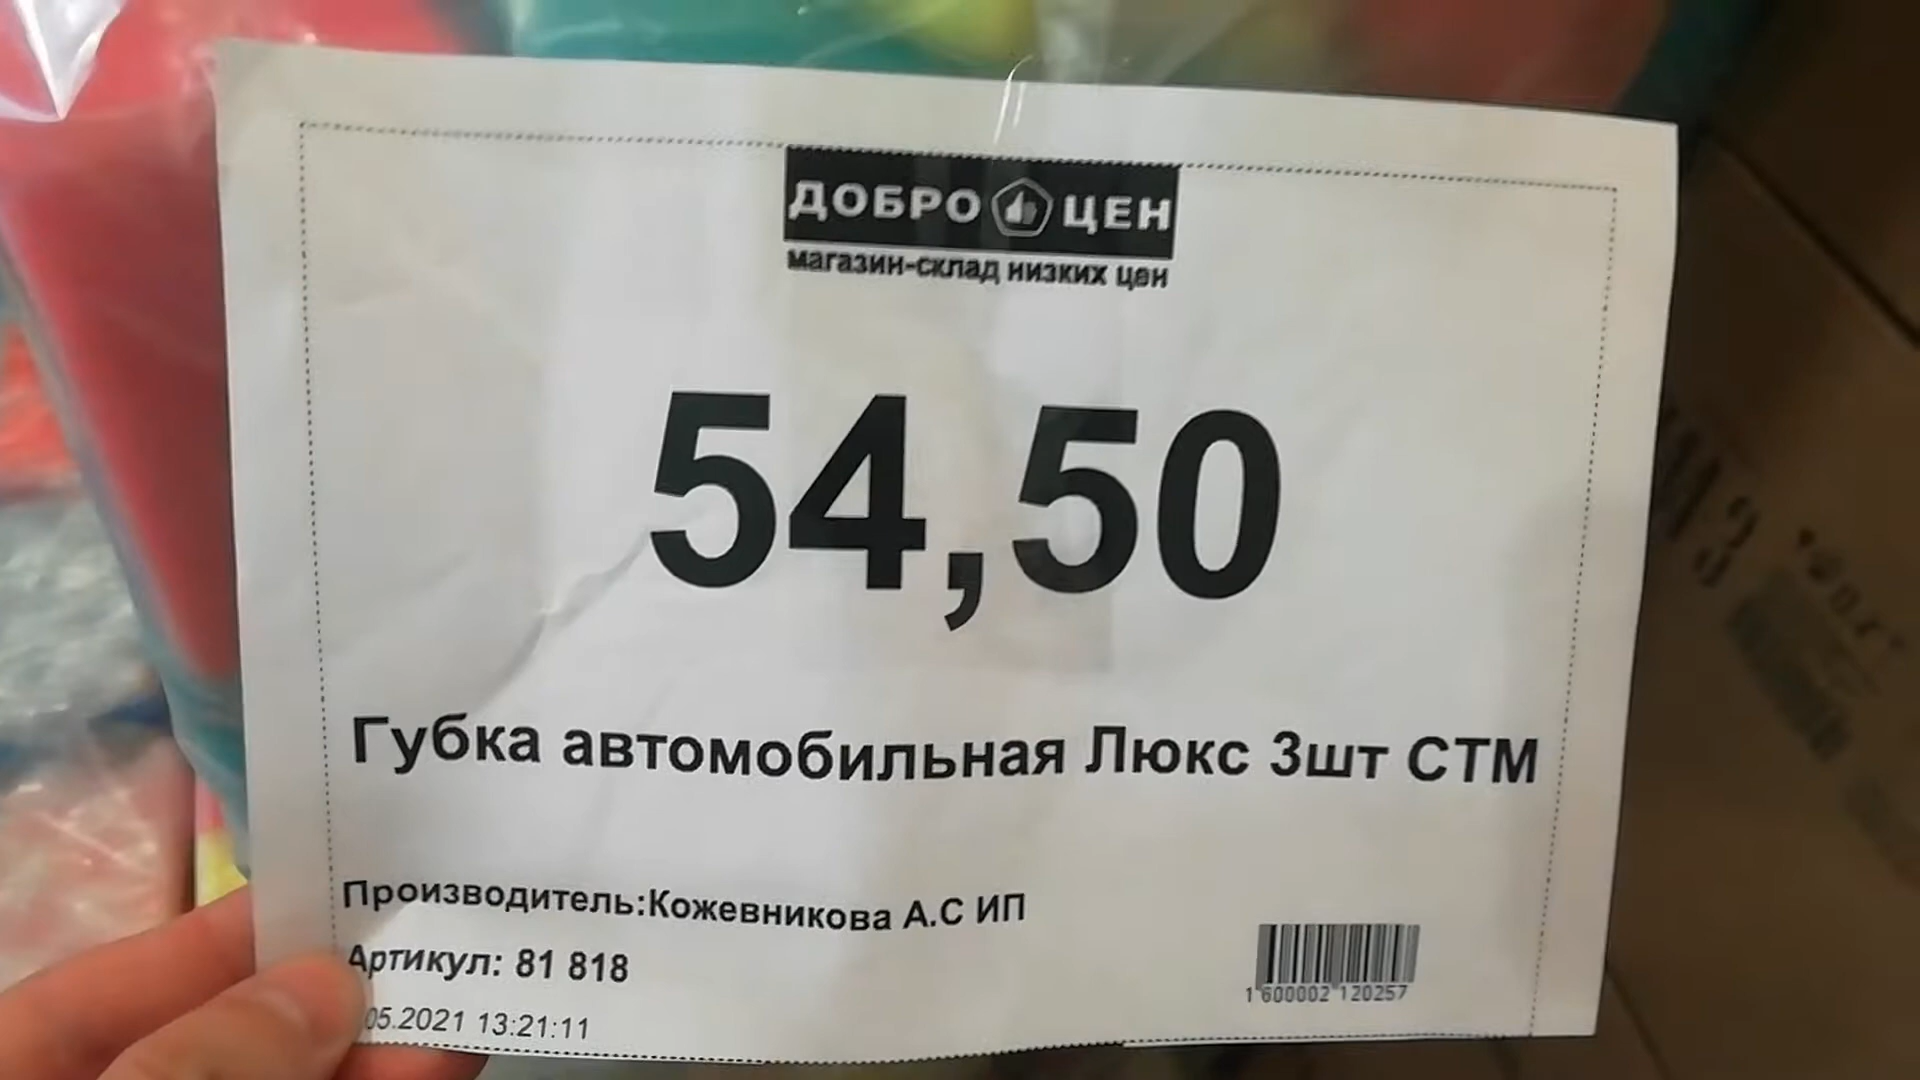 ДОБРО ЦЕН
магазин-склад низких цен
54,50
Губка автомобильная Люкс 3шт СТМ
Производитель:Кожевникова А.С ИП
Артикул: 81 818
05.2021 13:21:11
1 600002 120257